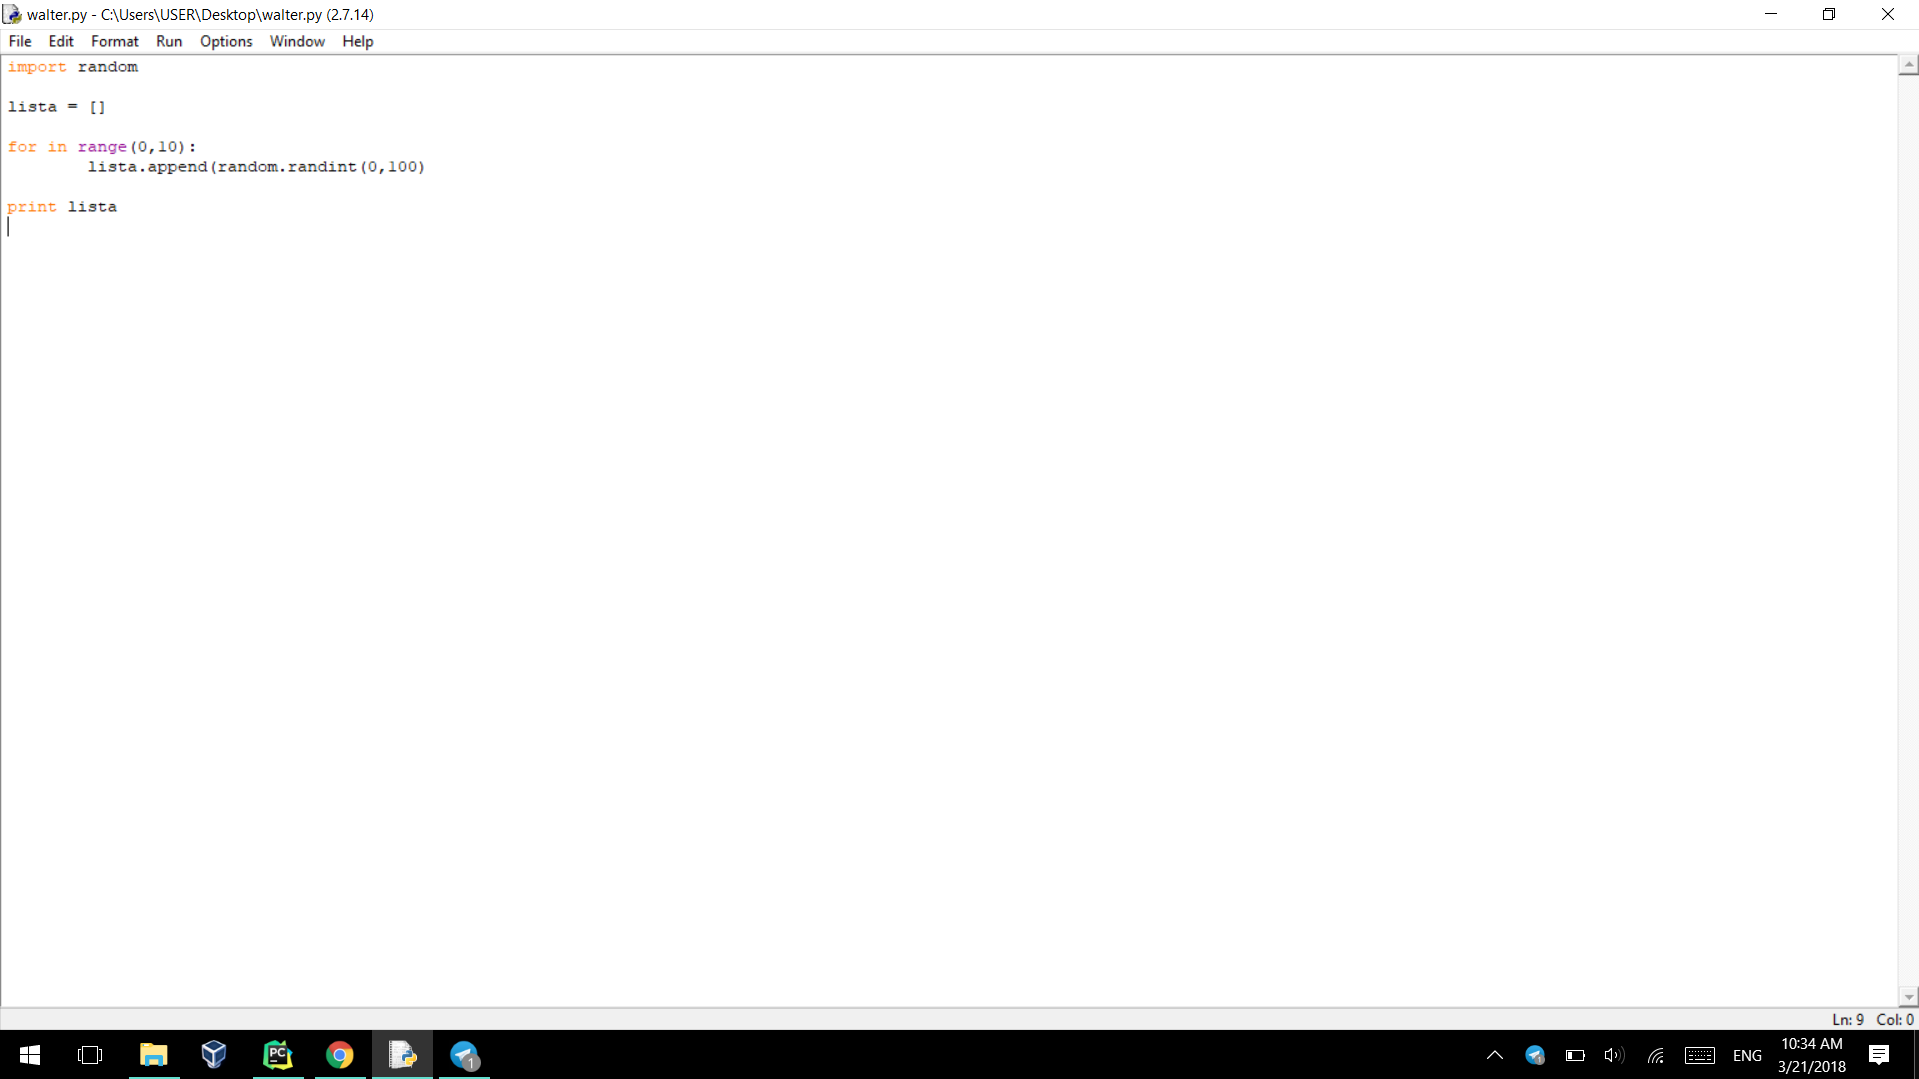 walter.py - C:\Users\USER\Desktop\walter.py (2.7.14)
File Edit Format Run Options Window Help
import random
lista = []
for in range(0,10):
        lista.append(random.randint(0,100)
print lista
Ln: 9 Col: 0
PC
1
ENG
10:34 AM
3/21/2018